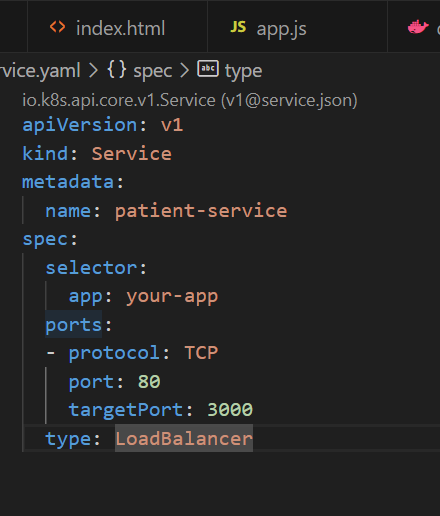 <> index.html JS app.js
rvice.yaml > {} spec > abc type
io.k8s.api.core.v1.Service (v1@service.json)
apiVersion: v1
kind: Service
metadata:
  name: patient-service
spec:
  selector:
    app: your-app
  ports:
  - protocol: TCP
    port: 80
    targetPort: 3000
  type: LoadBalancer